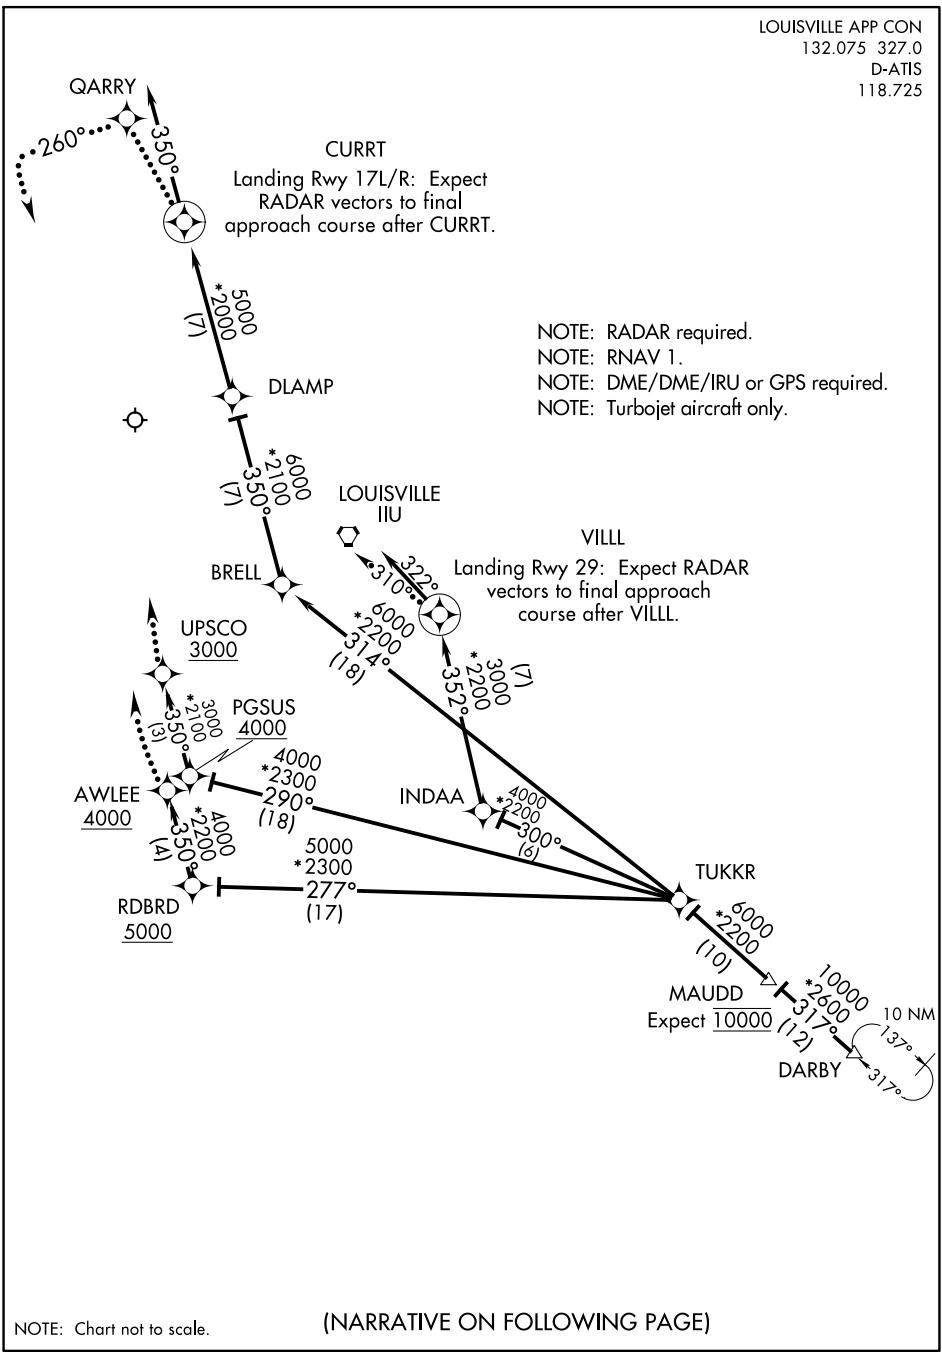 LOUISVILLE APP CON
132.075 327.0
D-ATIS
118.725
QARRY
260°
350°
CURRT
Landing Rwy 17L/R: Expect
RADAR vectors to final
approach course after CURRT.
5000
*2000
(7)
NOTE: RADAR required.
NOTE: RNAV 1.
NOTE: DME/DME/IRU or GPS required.
NOTE: Turbojet aircraft only.
DLAMP
6000
*2100
350°
(7)
LOUISVILLE
IIU
VILLL
Landing Rwy 29: Expect RADAR
vectors to final approach
course after VILLL.
322°
310°
BRELL
6000
*2200
314°
(18)
(7)
3000
*2200
352°
UPSCO
3000
3000
*2100
350°
(3)
PGSUS
4000
4000
*2300
290°
(18)
AWLEE
4000
INDAA
4000
*2200
300°
(6)
4000
*2200
350°
(4)
5000
*2300
277°
(17)
RDBRD
5000
TUKKR
6000
*2200
(10)
MAUDD
Expect 10000
10000
*2600
317°
(12)
10 NM
137°
317°
DARBY
NOTE: Chart not to scale.
(NARRATIVE ON FOLLOWING PAGE)